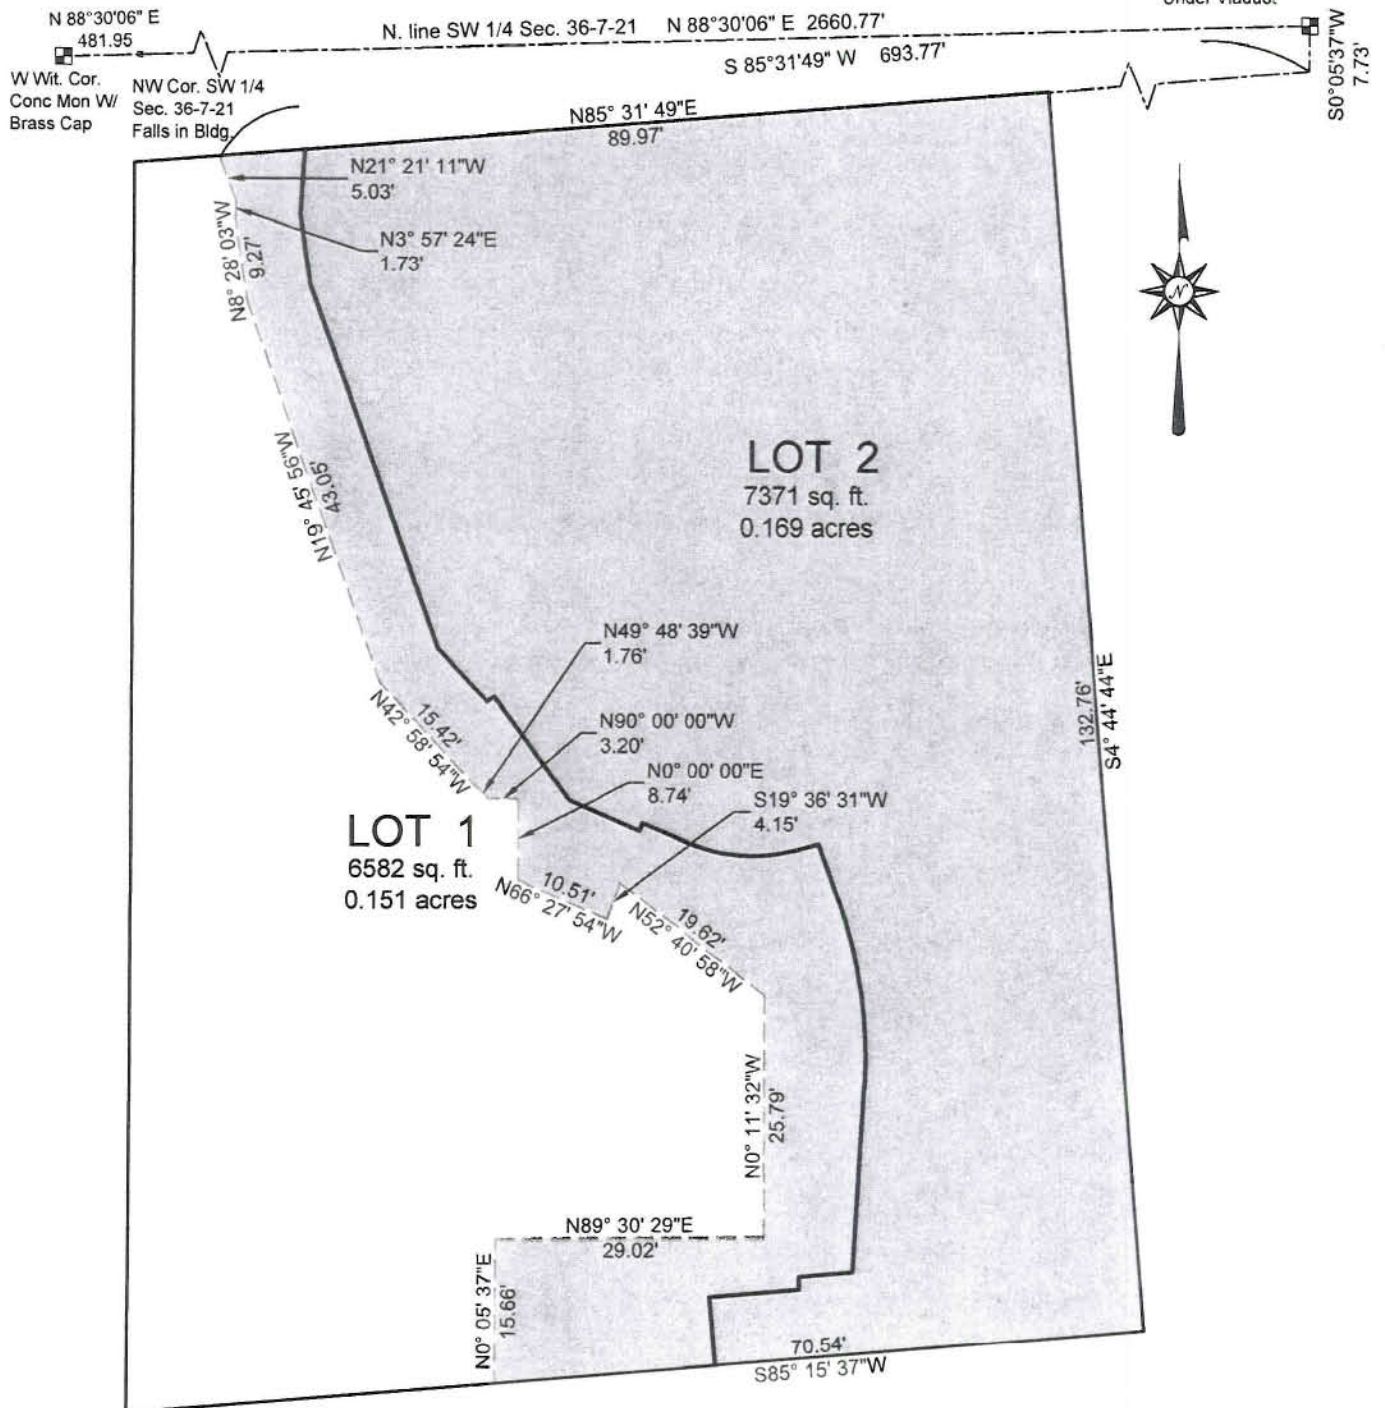 Under Viaduct
N 88°30'06" E
481.95
N. line SW 1/4 Sec. 36-7-21 N 88°30'06" E 2660.77'
S 85°31'49" W 693.77'
S0°05'37"W
7.73'
W Wit. Cor.
Conc Mon W/
Brass Cap
NW Cor. SW 1/4
Sec. 36-7-21
Falls in Bldg.
N85° 31' 49"E
89.97'
N21° 21' 11"W
5.03'
N3° 57' 24"E
1.73'
N8° 28' 03"W
9.27'
N
N19° 45' 56"W
43.05'
LOT 2
7371 sq. ft.
0.169 acres
N49° 48' 39"W
1.76'
132.76'
S4° 44' 44"E
15.42'
N42° 58' 54"W
N90° 00' 00"W
3.20'
N0° 00' 00"E
8.74'
S19° 36' 31"W
4.15'
LOT 1
6582 sq. ft.
0.151 acres
10.51'
N66° 27' 54"W
19.62'
N52° 40' 58"W
N0° 11' 32"W
25.79'
N89° 30' 29"E
29.02'
N0° 05' 37"E
15.66'
70.54'
S85° 15' 37"W